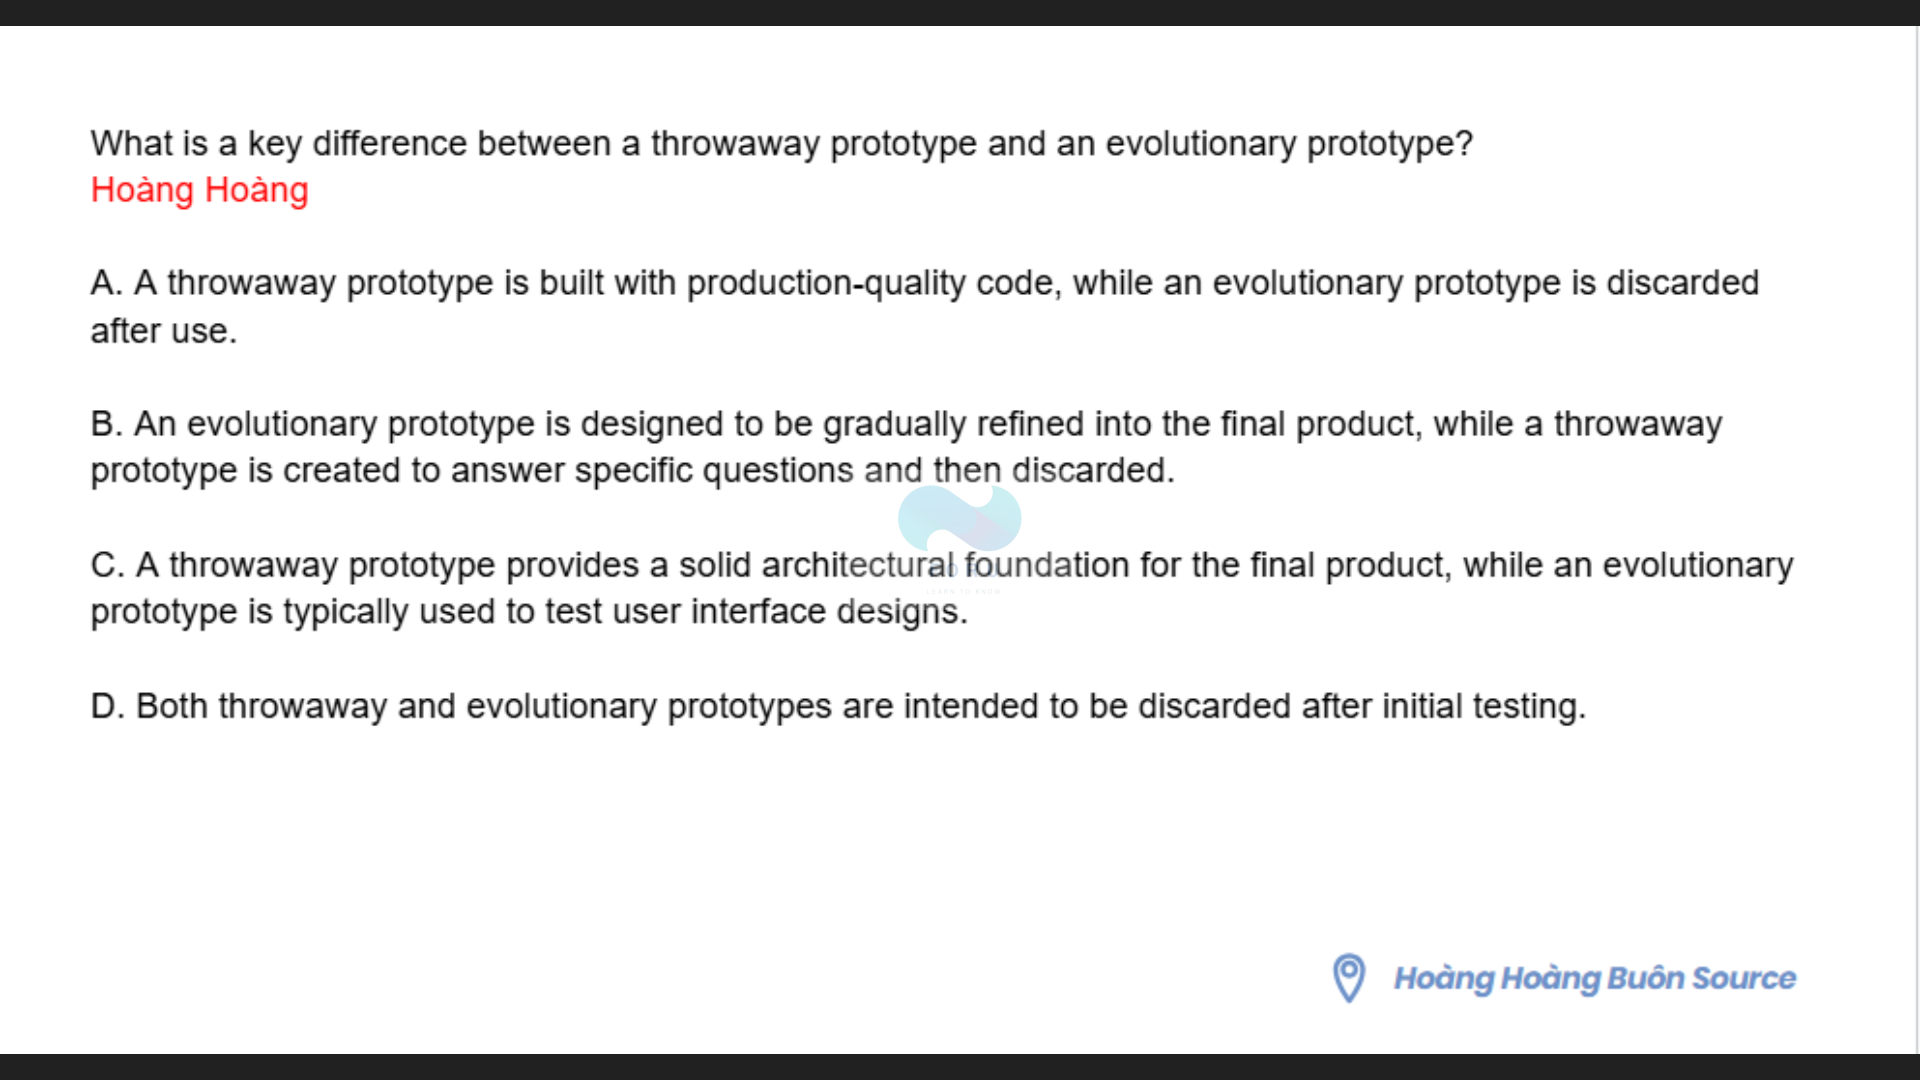 What is a key difference between a throwaway prototype and an evolutionary prototype?
Hoàng Hoàng
A. A throwaway prototype is built with production-quality code, while an evolutionary prototype is discarded
after use.
B. An evolutionary prototype is designed to be gradually refined into the final product, while a throwaway
prototype is created to answer specific questions and then discarded.
C. A throwaway prototype provides a solid architectural foundation for the final product, while an evolutionary
LEARN TO KNOW
prototype is typically used to test user interface designs.
D. Both throwaway and evolutionary prototypes are intended to be discarded after initial testing.
Hoàng Hoàng Buôn Source